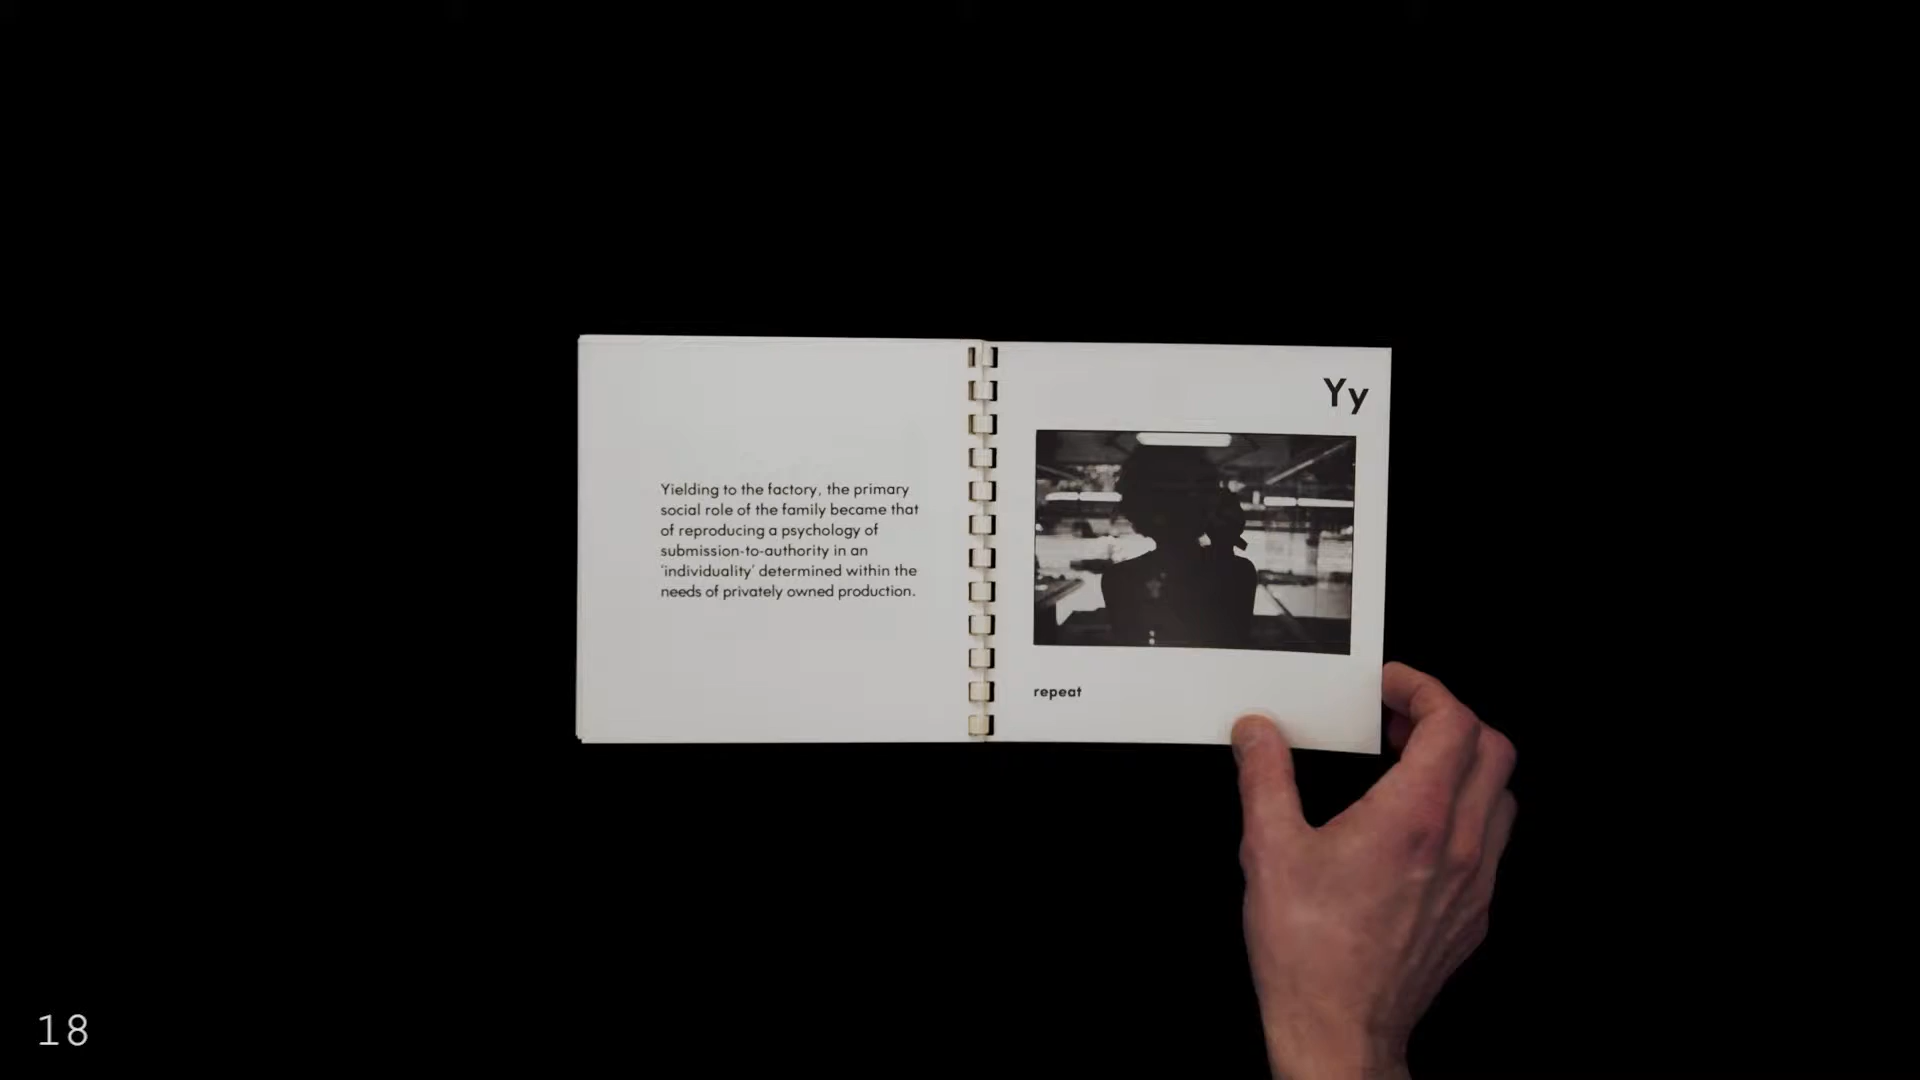 Yielding to the factory, the primary
social role of the family became that
of reproducing a psychology of
submission-to-authority in an
'individuality' determined within the
needs of privately owned production.
Yy
repeat
18